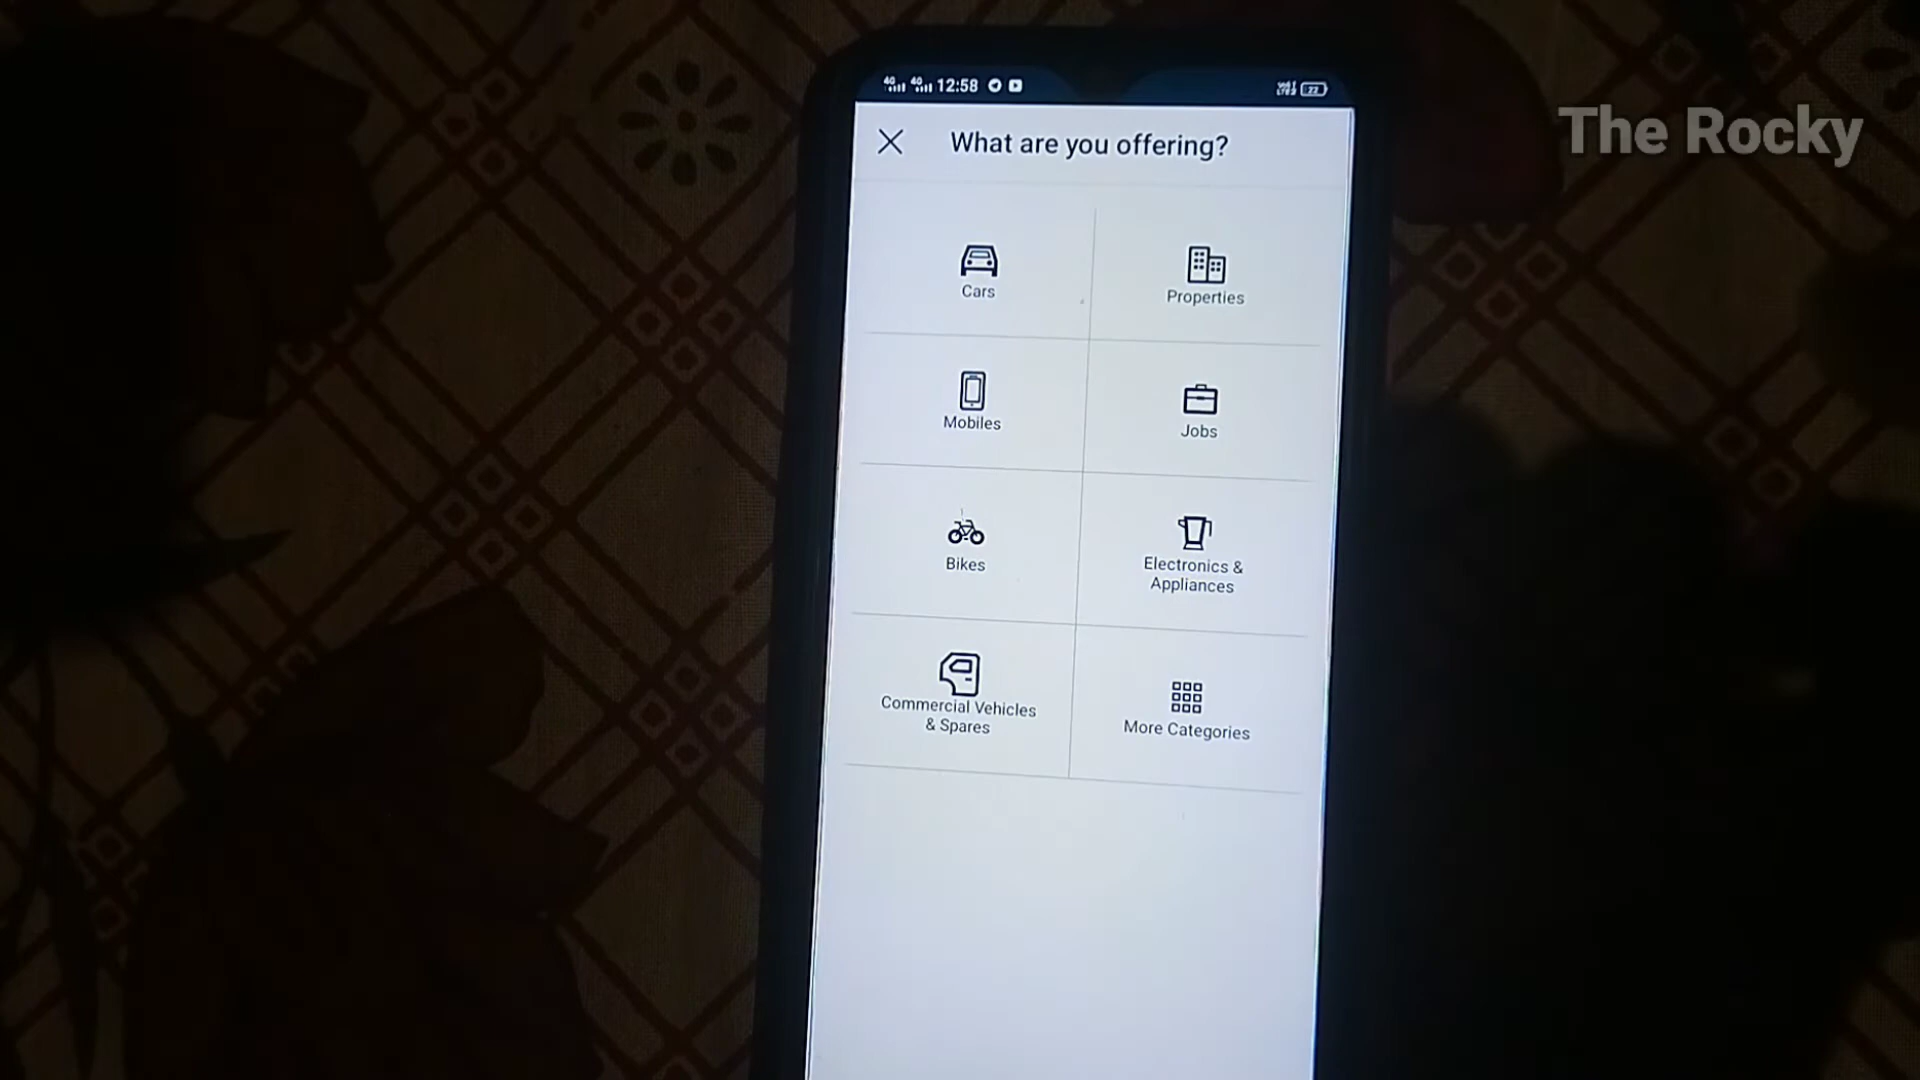 12:58
22
The Rocky
What are you offering?
Cars
Properties
Mobiles
Jobs
Bikes
Electronics &
Appliances
Commercial Vehicles
& Spares
More Categories